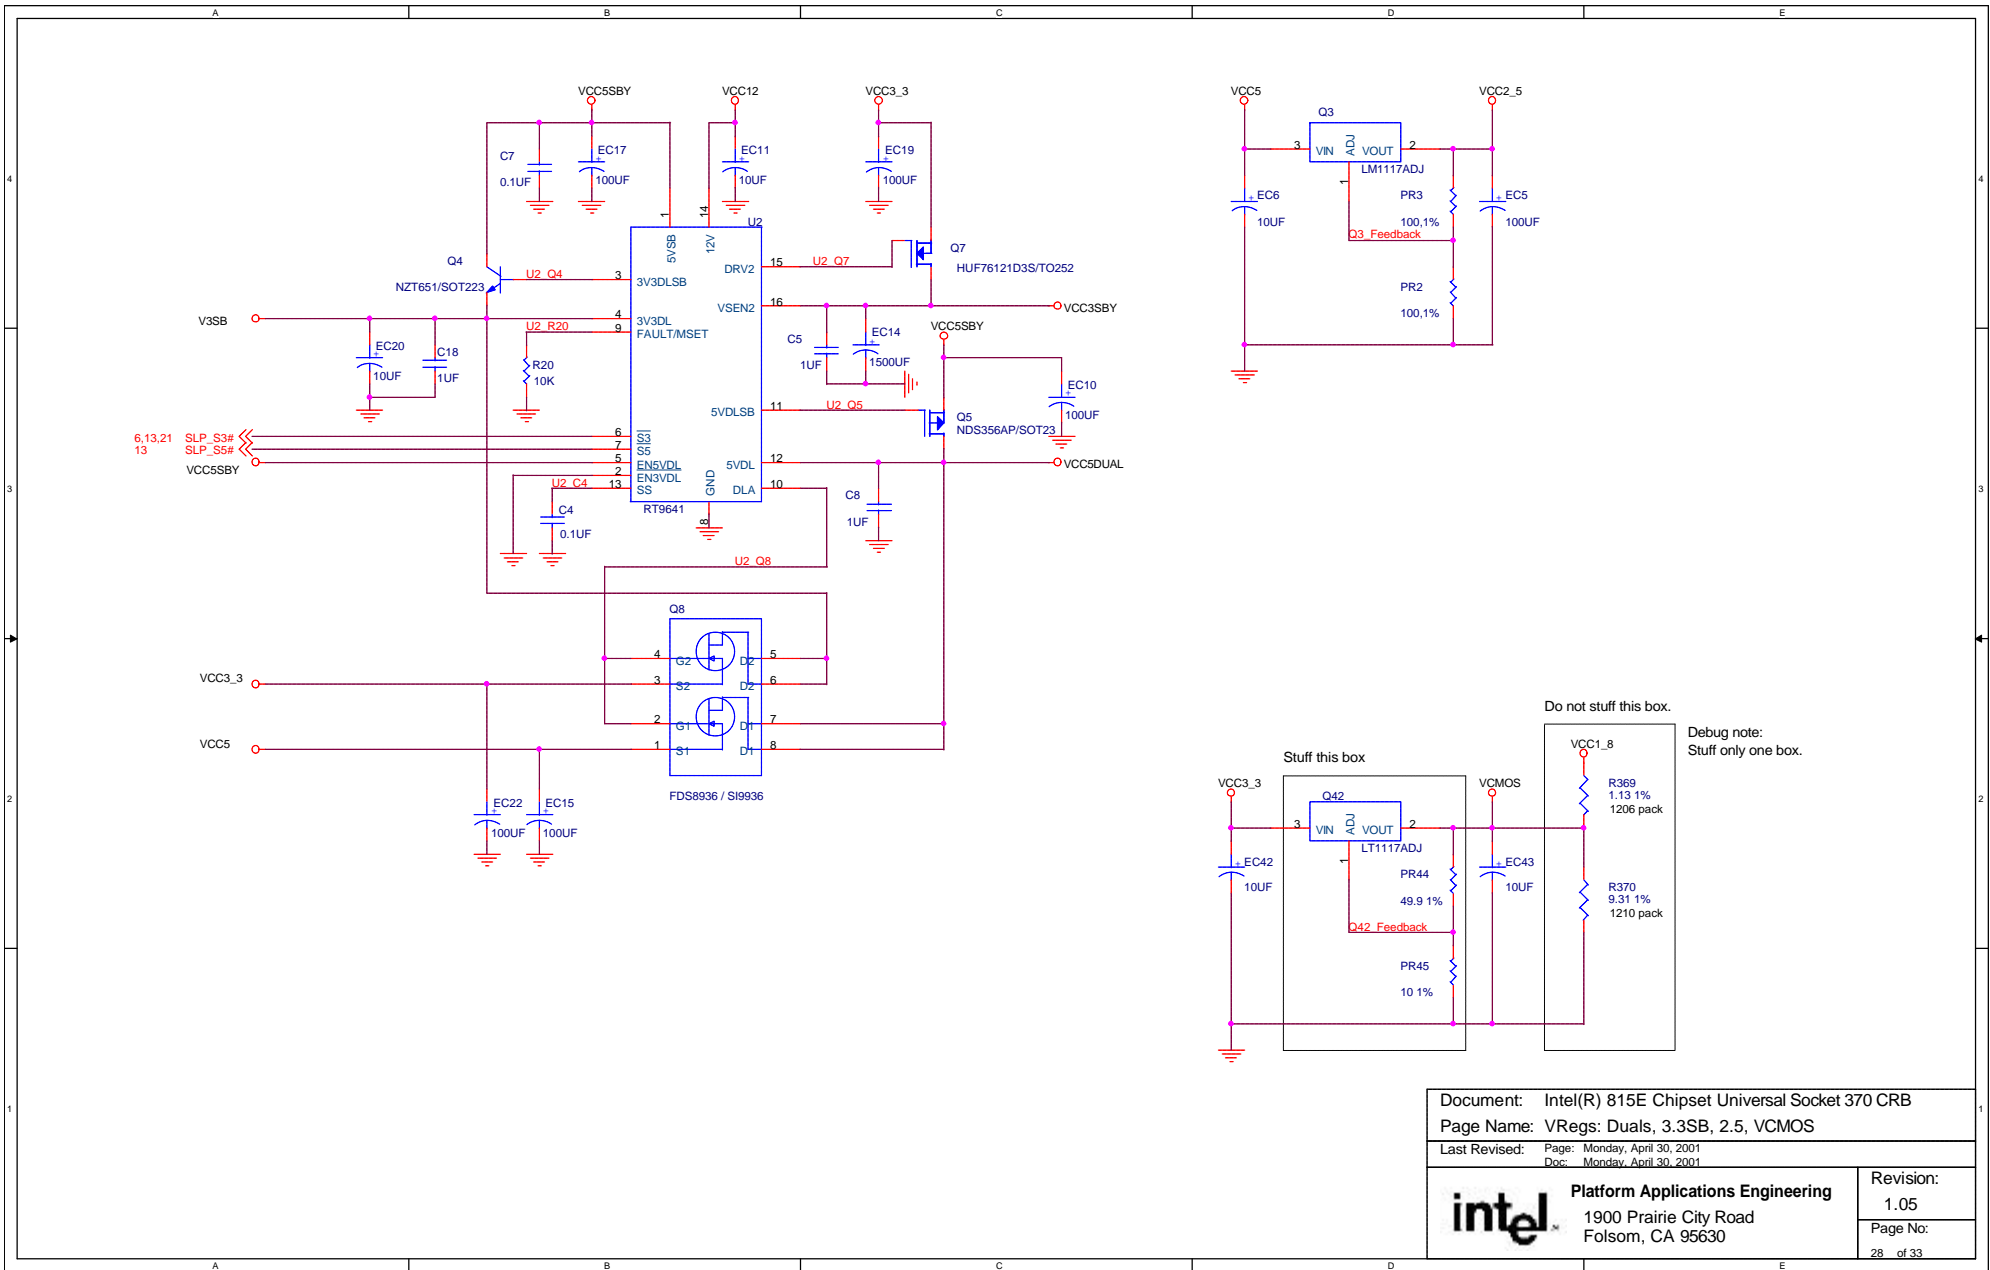 A B C D E
VCC5SBY VCC12 VCC3_3 VCC5 VCC2_5
4 4
C7
0.1UF
EC17
100UF
EC11
10UF
EC19
100UF
Q3
3 VIN ADJ VOUT 2
LM1117ADJ
1
EC6
10UF
PR3
100,1%
EC5
100UF
Q3_Feedback
PR2
100,1%
1 14
U2
5VSB 12V
Q4
NZT651/SOT223
U2_Q4 3 3V3DLSB
DRV2 15 U2_Q7
Q7
HUF76121D3S/TO252
VSEN2 16 VCC3SBY
V3SB
4 3V3DL
U2_R20 9 FAULT/MSET
EC20
10UF
C18
1UF
R20
10K
C5
1UF
EC14
1500UF
VCC5SBY
EC10
100UF
5VDLSB 11 U2_Q5
Q5
NDS356AP/SOT23
6,13,21 SLP_S3# 6 S3
13 SLP_S5# 7 S5
VCC5SBY 5 EN5VDL
2 EN3VDL
U2_C4 13 SS
5VDL 12 VCC5DUAL
GND DLA 10
8
RT9641
C4
0.1UF
C8
1UF
3 3
U2_Q8
Q8
4 G2 D2 5
3 S2 D2 6
2 G1 D1 7
1 S1 D1 8
FDS8936 / SI9936
VCC3_3
VCC5
EC22
100UF
EC15
100UF
2 2
Do not stuff this box.
Debug note:
Stuff only one box.
Stuff this box
VCC3_3 VCMOS VCC1_8
Q42
3 VIN ADJ VOUT 2
LT1117ADJ
1
EC42
10UF
PR44
49.9 1%
EC43
10UF
Q42_Feedback
PR45
10 1%
R369
1.13 1%
1206 pack
R370
9.31 1%
1210 pack
1 1
Document: Intel(R) 815E Chipset Universal Socket 370 CRB
Page Name: VRegs: Duals, 3.3SB, 2.5, VCMOS
Last Revised: Page: Monday, April 30, 2001
Doc: Monday, April 30, 2001
intel
Platform Applications Engineering
1900 Prairie City Road
Folsom, CA 95630
Revision:
1.05
Page No:
28 of 33
A B C D E